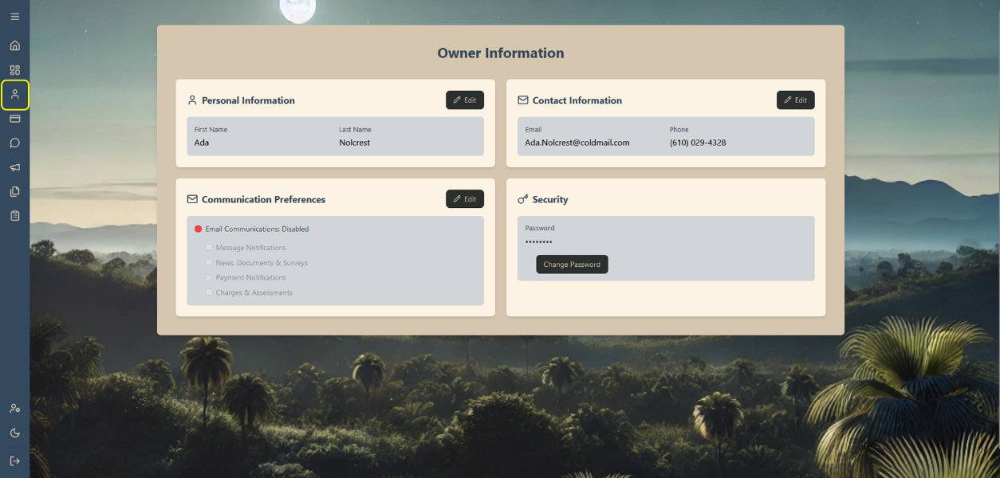 Owner Information
Personal Information
Edit
First Name
Last Name
Ada
Nolcrest
Contact Information
Edit
Email
Phone
Ada.Nolcrest@coldmail.com
(610) 029-4328
Communication Preferences
Edit
Email Communications: Disabled
Message Notifications
News, Documents & Surveys
Payment Notifications
Charges & Assessments
Security
Password
••••••••
Change Password